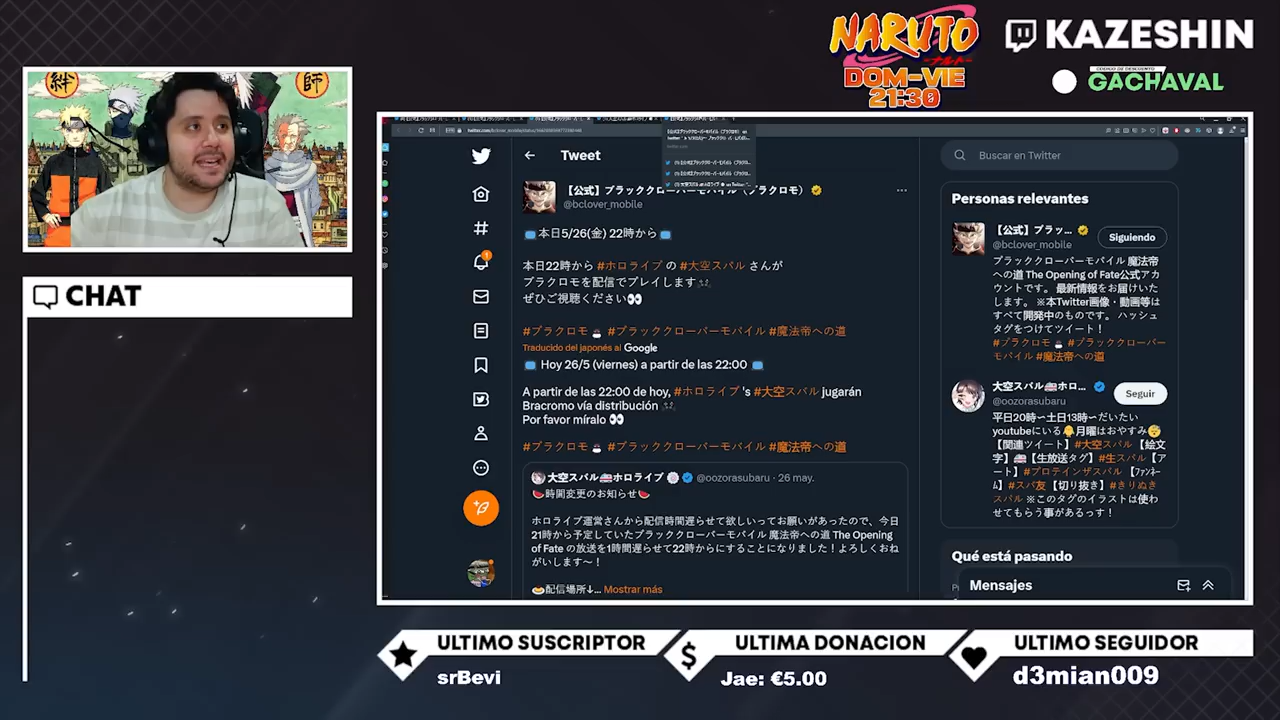 絆
師
NARUTO
ナルト
DOM-VIE
21:30
KAZESHIN
CODIGO DE DESCUENTO
GACHAVAL
CHAT
Tweet
【公式】ブラッククローバーモバイル（ブラクロモ）
@bclover_mobile
本日5/26(金) 22時から
本日22時から #ホロライブ の #大空スバル さんが
ブラクロモを配信でプレイします
ぜひご視聴ください👀
#ブラクロモ #ブラッククローバーモバイル #魔法帝への道
Traducido del japonés al Google
Hoy 26/5 (viernes) a partir de las 22:00
A partir de las 22:00 de hoy, #ホロライブ 's #大空スバル jugarán
Bracromo vía distribución
Por favor míralo 👀
#ブラクロモ #ブラッククローバーモバイル #魔法帝への道
大空スバル🚑ホロライブ @oozorasubaru · 26 may.
🍉時間変更のお知らせ🍉
ホロライブ運営さんから配信時間遅らせて欲しいってお願いがあったので、今日
21時から予定していたブラッククローバーモバイル 魔法帝への道 The Opening
of Fate の放送を1時間遅らせて22時からにすることになりました！よろしくおね
がいします〜！
配信場所↓... Mostrar más
Buscar en Twitter
Personas relevantes
【公式】ブラッ...
@bclover_mobile
Siguiendo
ブラッククローバーモバイル 魔法帝
への道 The Opening of Fate公式アカ
ウントです。 最新情報をお届けいた
します。 ※本Twitter画像・動画等は
すべて開発中のものです。 ハッシュ
タグをつけてツイート！
#ブラクロモ #ブラッククローバー
モバイル #魔法帝への道
大空スバル🚑ホロ...
@oozorasubaru
Seguir
平日20時〜土日13時〜だいたい
youtubeにいる 月曜はおやすみ
【関連ツイート】#大空スバル【絵文
字】🚑【生放送タグ】#生スバル【ア
ート】#プロテインザスバル【ﾌｧﾝﾈｰ
ﾑ】#スバ友【切り抜き】#きりぬき
スバル ※このタグのイラストは使わ
せてもらう事があるっす！
Qué está pasando
Mensajes
ULTIMO SUSCRIPTOR
srBevi
ULTIMA DONACION
Jae: €5.00
ULTIMO SEGUIDOR
d3mian009